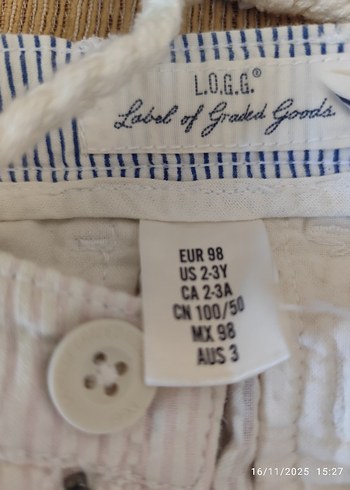 L.O.G.G.®
Label of Graded Goods
EUR 98
US 2-3Y
CA 2-3A
CN 100/50
MX 98
AUS 3
16/11/2025 15:27